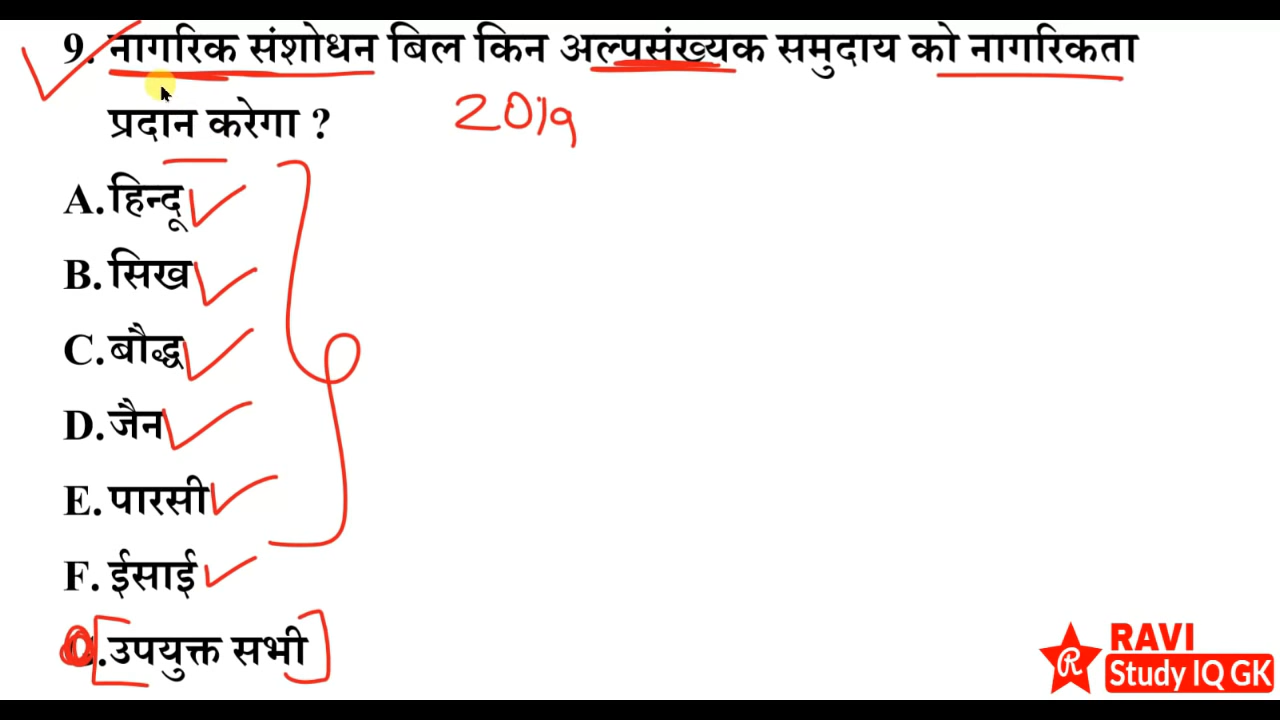 9. नागरिक संशोधन बिल किन अल्पसंख्यक समुदाय को नागरिकता
प्रदान करेगा ?
2019
A. हिन्दू
B. सिख
C. बौद्ध
D. जैन
E. पारसी
F. ईसाई
.उपयुक्त सभी
R
RAVI
Study IQ GK